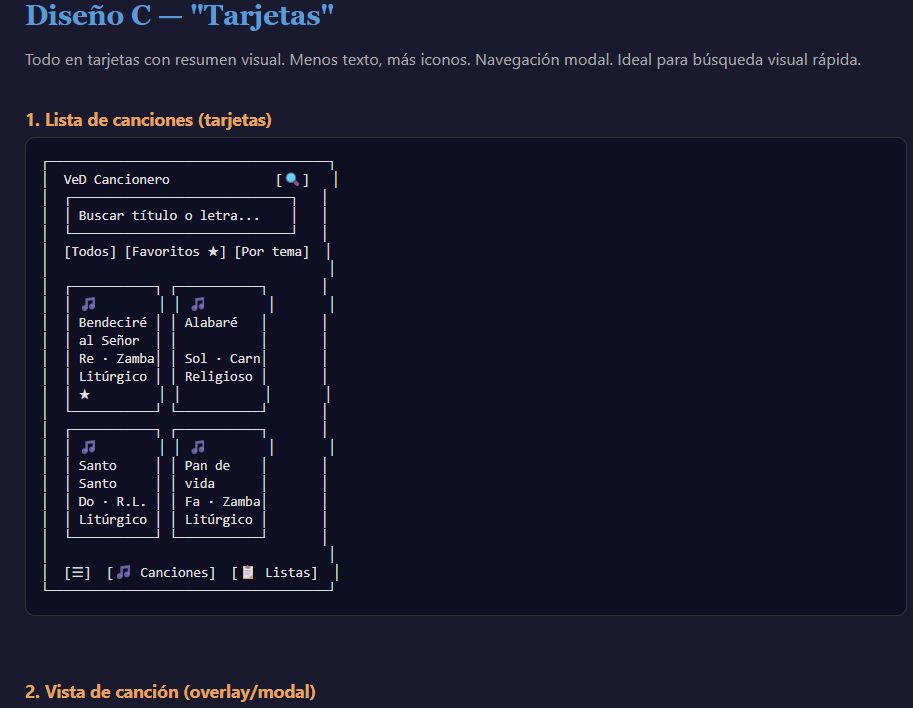 Diseño C — "Tarjetas"
Todo en tarjetas con resumen visual. Menos texto, más iconos. Navegación modal. Ideal para búsqueda visual rápida.
1. Lista de canciones (tarjetas)
VeD Cancionero [🔍]
Buscar título o letra...
[Todos] [Favoritos ★] [Por tema]
🎵 🎵
Bendeciré Alabaré
al Señor
Re · Zamba Sol · Carn
Litúrgico Religioso
★
🎵 🎵
Santo Pan de
Santo vida
Do · R.L. Fa · Zamba
Litúrgico Litúrgico
[☰] [🎵 Canciones] [📋 Listas]
2. Vista de canción (overlay/modal)